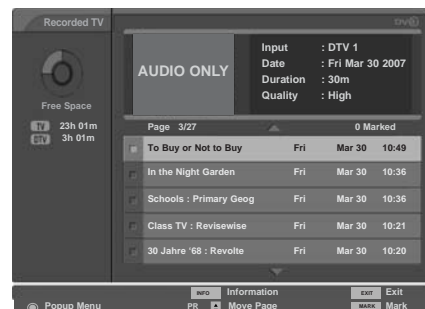 Recorded TV
DVR
AUDIO ONLY
Input : DTV 1
Date : Fri Mar 30 2007
Duration : 30m
Quality : High
Free Space
TV 23h 01m
DTV 3h 01m
Page 3/27 0 Marked
To Buy or Not to Buy Fri Mar 30 10:49
In the Night Garden Fri Mar 30 10:36
Schools : Primary Geog Fri Mar 30 10:36
Class TV : Revisewise Fri Mar 30 10:21
30 Jahre '68 : Revolte Fri Mar 30 10:20
INFO Information EXIT Exit
Popup Menu PR Move Page MARK Mark